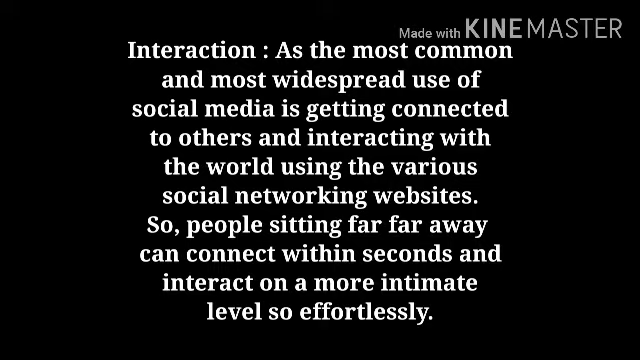 Made with KINEMASTER
Interaction : As the most common
and most widespread use of
social media is getting connected
to others and interacting with
the world using the various
social networking websites.
So, people sitting far far away
can connect within seconds and
interact on a more intimate
level so effortlessly.